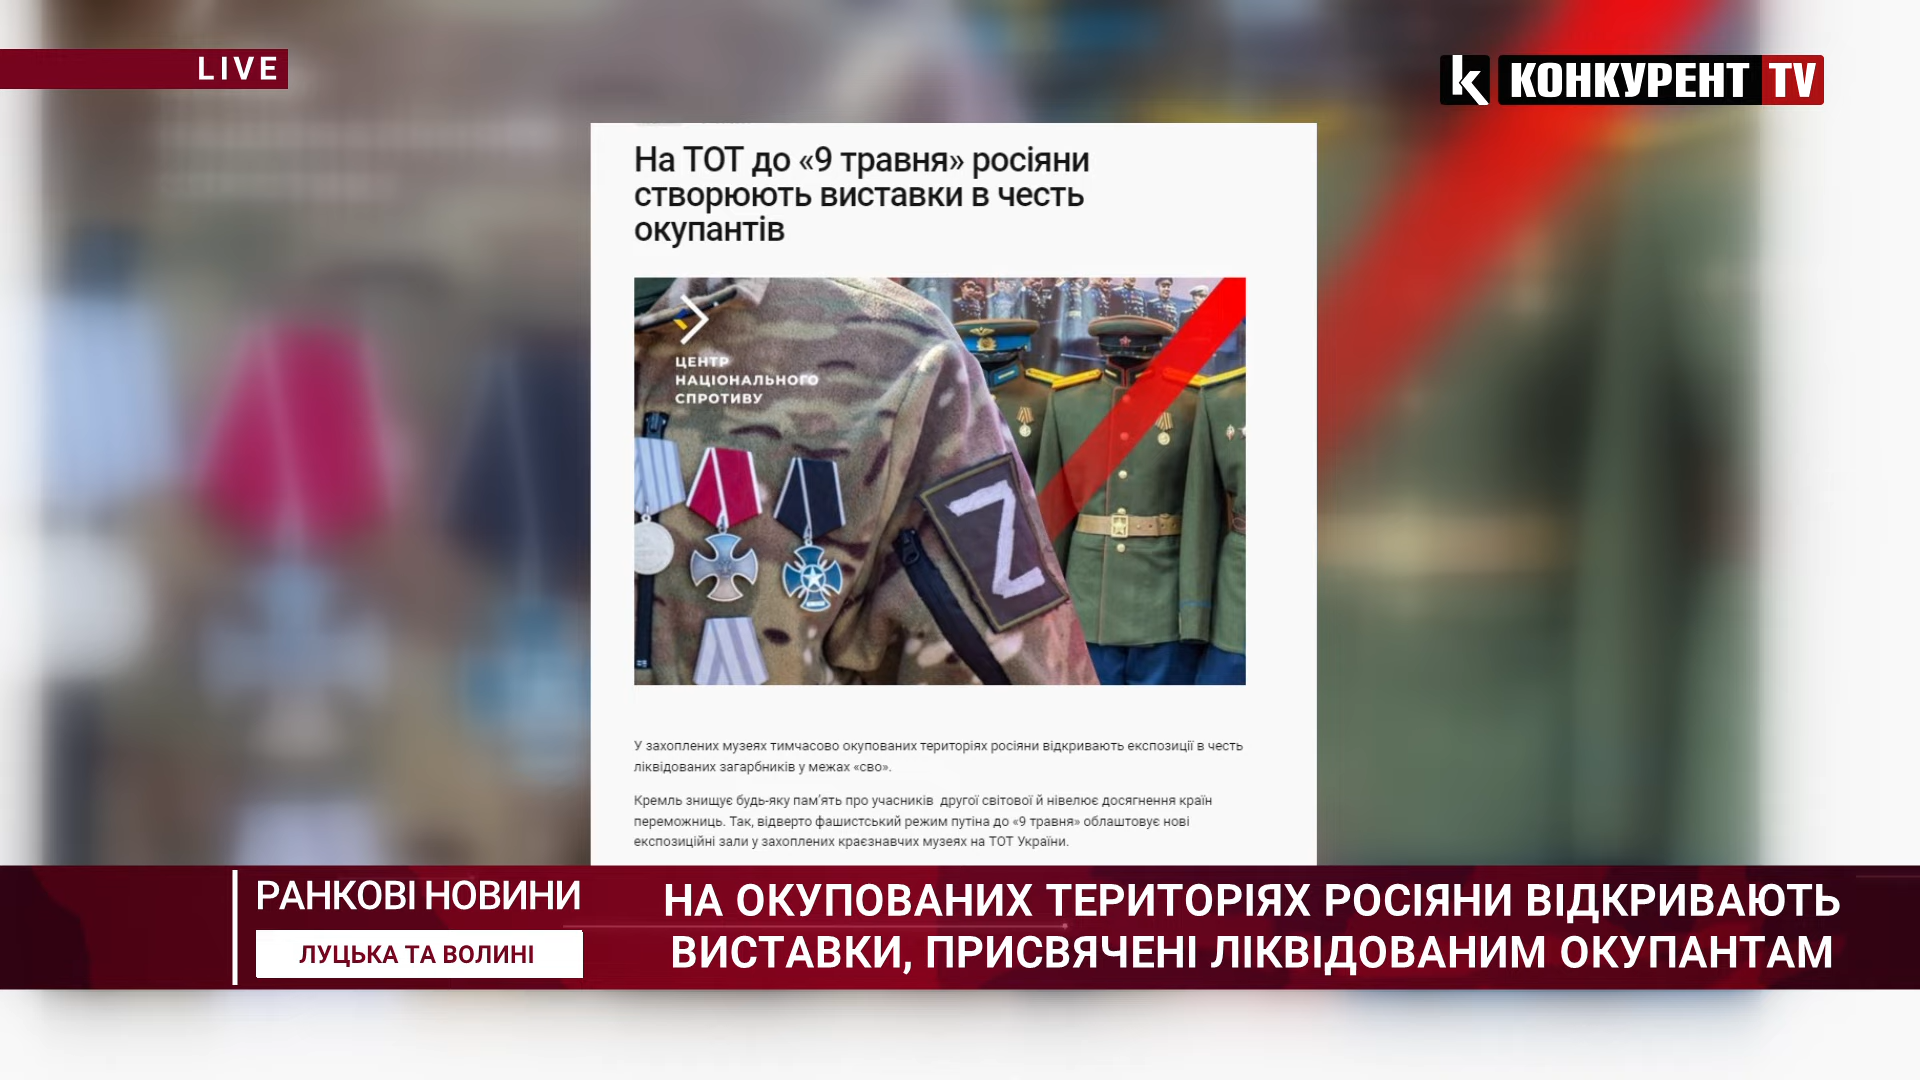 LIVE
k КОНКУРЕНТ TV
На ТОТ до «9 травня» росіяни
створюють виставки в честь
окупантів
ЦЕНТР
НАЦІОНАЛЬНОГО
СПРОТИВУ
Z
У захоплених музеях тимчасово окупованих територіях росіяни відкривають експозиції в честь
ліквідованих загарбників у межах «сво».
Кремль знищує будь-яку пам'ять про учасників другої світової й нівелює досягнення країн
переможниць. Так, відверто фашистський режим путіна до «9 травня» облаштовує нові
експозиційні зали у захоплених краєзнавчих музеях на ТОТ України.
РАНКОВІ НОВИНИ
ЛУЦЬКА ТА ВОЛИНІ
НА ОКУПОВАНИХ ТЕРИТОРІЯХ РОСІЯНИ ВІДКРИВАЮТЬ
ВИСТАВКИ, ПРИСВЯЧЕНІ ЛІКВІДОВАНИМ ОКУПАНТАМ